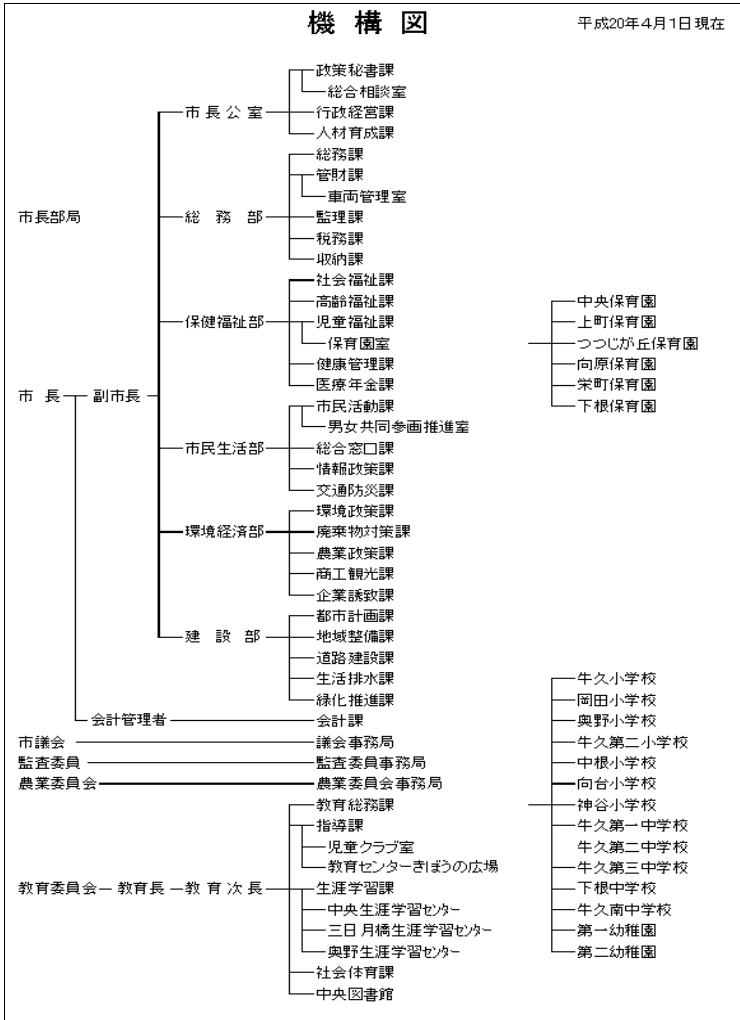 機構図
平成20年4月1日現在
政策秘書課
総合相談室
市長公室
行政経営課
人材育成課
総務課
管財課
車両管理室
市長部局
総務部
監理課
税務課
収納課
社会福祉課
高齢福祉課
中央保育園
保健福祉部
児童福祉課
上町保育園
保育園室
つつじが丘保育園
健康管理課
向原保育園
医療年金課
栄町保育園
市長
副市長
市民活動課
下根保育園
男女共同参画推進室
市民生活部
総合窓口課
情報政策課
交通防災課
環境政策課
環境経済部
廃棄物対策課
農業政策課
商工観光課
企業誘致課
都市計画課
建設部
地域整備課
道路建設課
生活排水課
牛久小学校
緑化推進課
岡田小学校
会計管理者
会計課
奥野小学校
市議会
議会事務局
牛久第二小学校
監査委員
監査委員事務局
中根小学校
農業委員会
農業委員会事務局
向台小学校
教育総務課
神谷小学校
指導課
牛久第一中学校
児童クラブ室
牛久第二中学校
教育センターきぼうの広場
牛久第三中学校
教育委員会
教育長
教育次長
生涯学習課
下根中学校
中央生涯学習センター
牛久南中学校
三日月橋生涯学習センター
第一幼稚園
奥野生涯学習センター
第二幼稚園
社会体育課
中央図書館